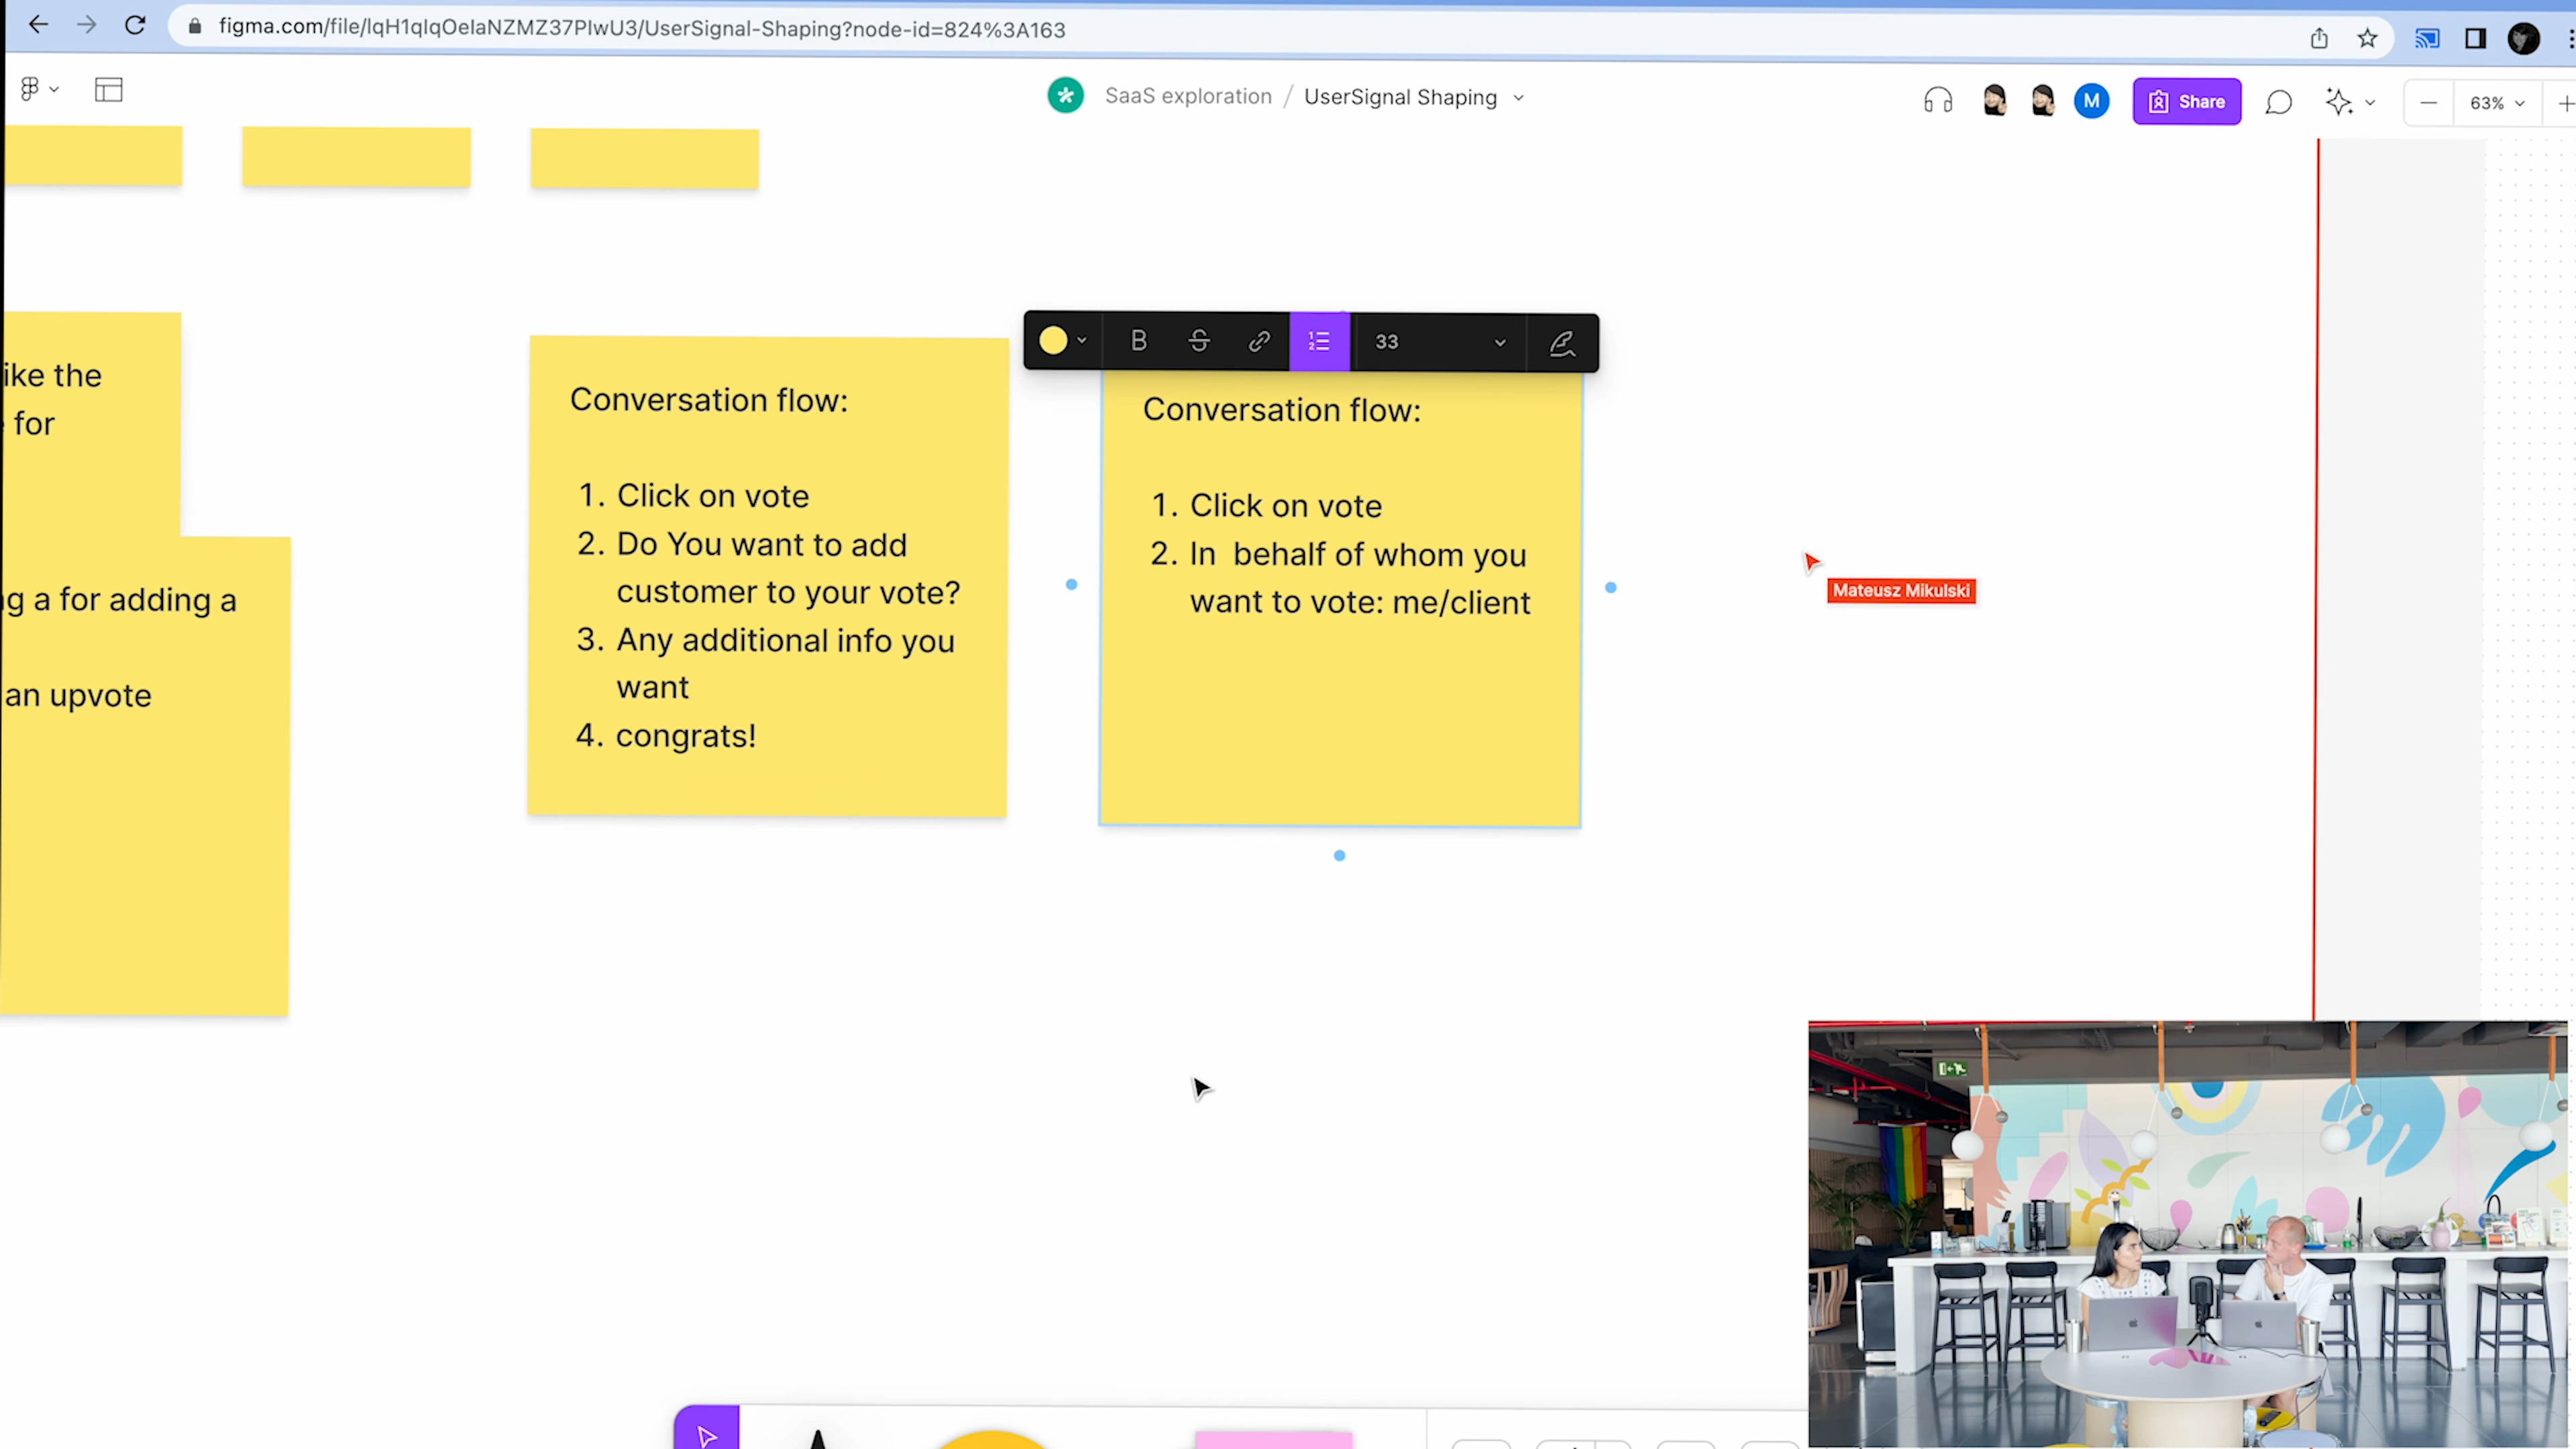 figma.com/file/lqH1qIqOelaNZMZ37PIwU3/UserSignal-Shaping?node-id=824%3A163
SaaS exploration / UserSignal Shaping
M
Share
63%
ike the
for
g a for adding a
an upvote
Conversation flow:
1. Click on vote
2. Do You want to add
customer to your vote?
3. Any additional info you
want
4. congrats!
B
S
33
Conversation flow:
1. Click on vote
2. In behalf of whom you
want to vote: me/client
Mateusz Mikulski